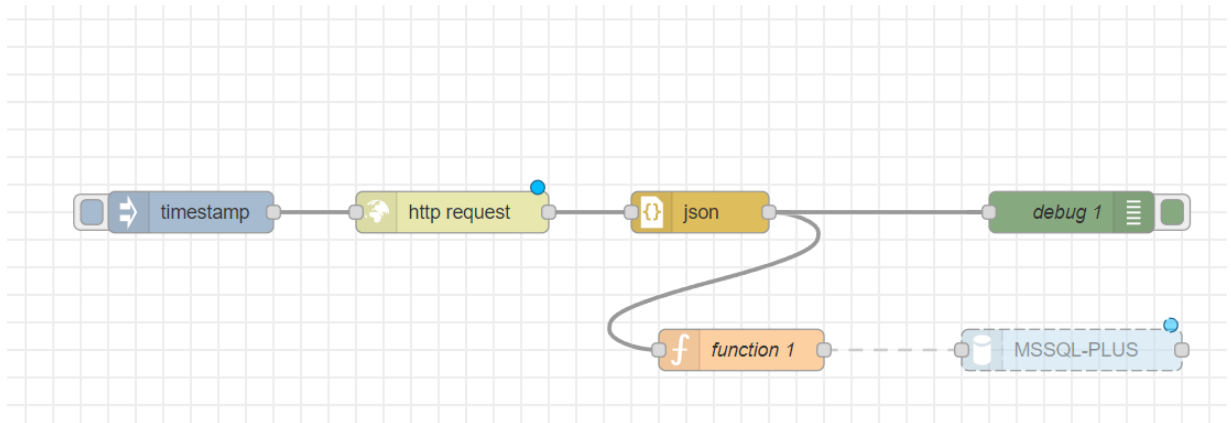 timestamp
http request
json
debug 1
function 1
MSSQL-PLUS